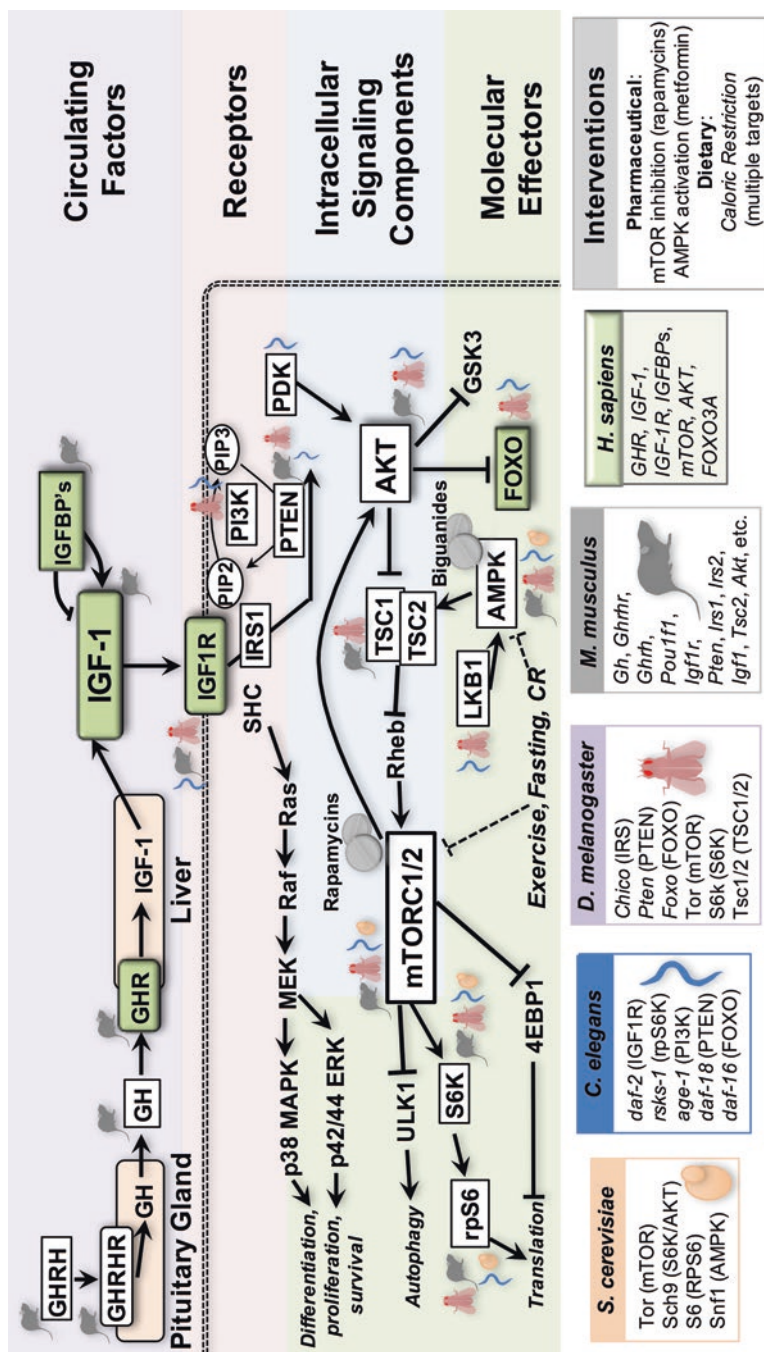 Circulating
Factors
Receptors
Intracellular
Signaling
Components
Molecular
Effectors
GHRH
GHRHR
GH
Pituitary Gland
GH
GHR
IGF-1
Liver
IGFBP's
IGF-1
IGF1R
IRS1
SHC
PIP2
PI3K
PIP3
PTEN
PDK
Ras
Raf
MEK
p38 MAPK
p42/44 ERK
Differentiation,
proliferation,
survival
Rapamycins
mTORC1/2
Rheb
TSC1
TSC2
AKT
GSK3
FOXO
Biguanides
AMPK
LKB1
Exercise, Fasting, CR
ULK1
Autophagy
S6K
rpS6
4EBP1
Translation
S. cerevisiae
Tor (mTOR)
Sch9 (S6K/AKT)
S6 (RPS6)
Snf1 (AMPK)
C. elegans
daf-2 (IGF1R)
rsks-1 (rpS6K)
age-1 (PI3K)
daf-18 (PTEN)
daf-16 (FOXO)
D. melanogaster
Chico (IRS)
Pten (PTEN)
Foxo (FOXO)
Tor (mTOR)
S6k (S6K)
Tsc1/2 (TSC1/2)
M. musculus
Gh, Ghrhr,
Ghrh,
Pou1f1,
Igf1r,
Pten, Irs1, Irs2,
Igf1, Tsc2, Akt, etc.
H. sapiens
GHR, IGF-1,
IGF-1R, IGFBPs,
mTOR, AKT,
FOXO3A
Interventions
Pharmaceutical:
mTOR inhibition (rapamycins)
AMPK activation (metformin)
Dietary:
Caloric Restriction
(multiple targets)